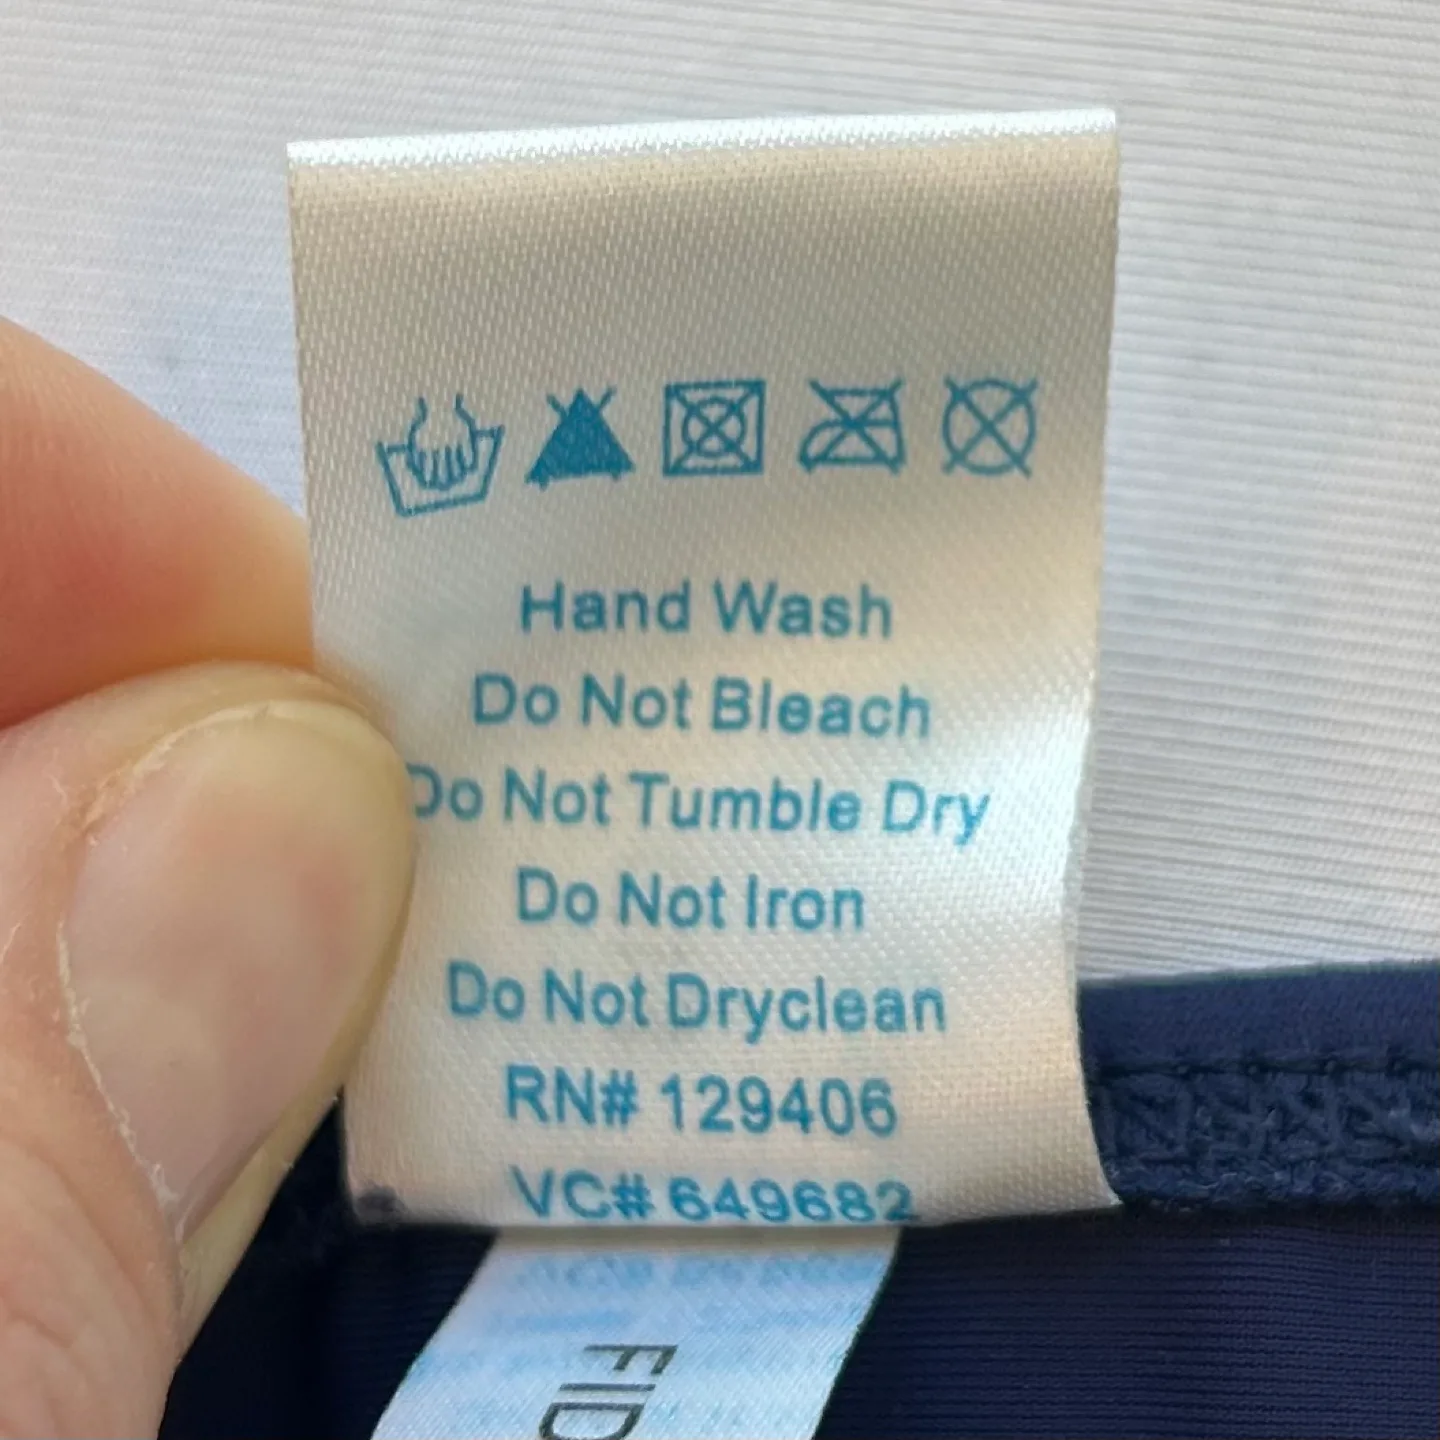 Hand Wash
Do Not Bleach
Do Not Tumble Dry
Do Not Iron
Do Not Dryclean
RN# 129406
VC# 649682
FID